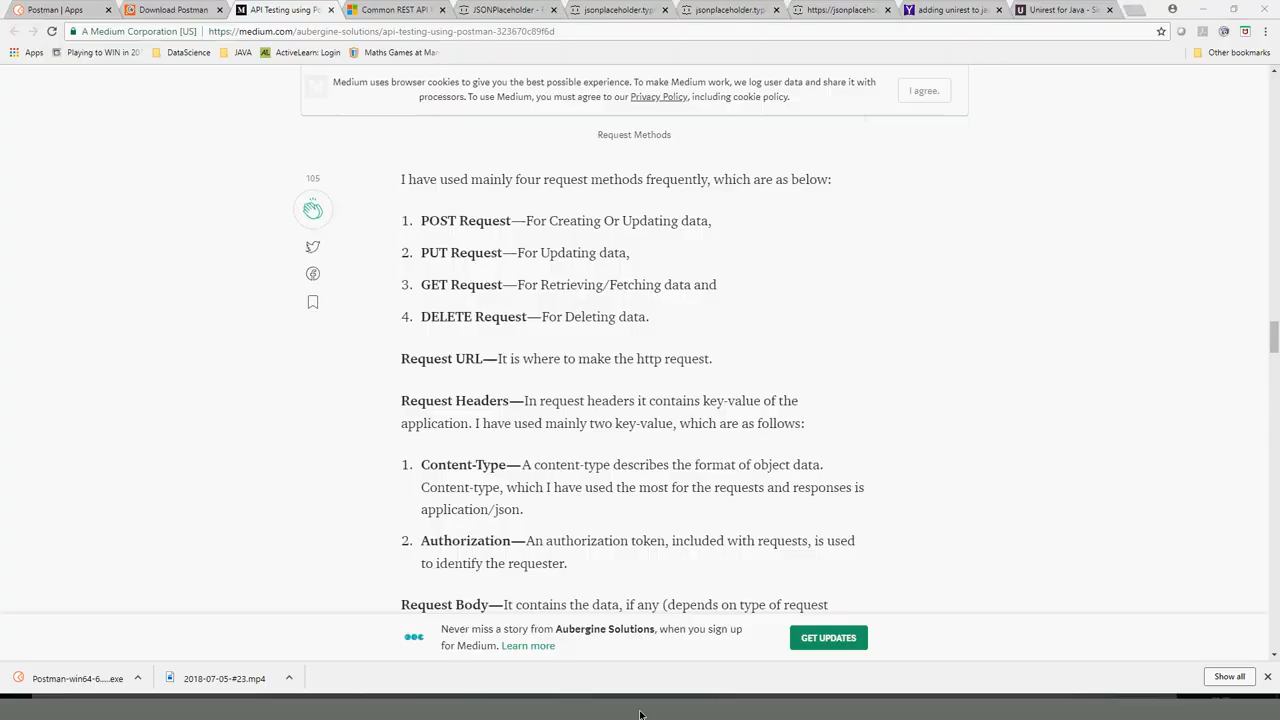 Postman | Apps
Download Postman
API Testing using Po
Common REST API E
JSONPlaceholder -
jsonplaceholder.typi
jsonplaceholder.typ
https://jsonplaceho
adding unirest to ja
Unirest for Java - Si
A Medium Corporation [US]
https://medium.com/aubergine-solutions/api-testing-using-postman-323670c89f6d
Apps
Playing to WIN in 20
DataScience
JAVA
ActiveLearn: Login
Maths Games at Mar
Other bookmarks
Medium uses browser cookies to give you the best possible experience. To make Medium work, we log user data and share it with
processors. To use Medium, you must agree to our Privacy Policy, including cookie policy.
I agree.
Request Methods
105
I have used mainly four request methods frequently, which are as below:
1. POST Request—For Creating Or Updating data,
2. PUT Request—For Updating data,
3. GET Request—For Retrieving/Fetching data and
4. DELETE Request—For Deleting data.
Request URL—It is where to make the http request.
Request Headers—In request headers it contains key-value of the
application. I have used mainly two key-value, which are as follows:
1. Content-Type—A content-type describes the format of object data.
Content-type, which I have used the most for the requests and responses is
application/json.
2. Authorization—An authorization token, included with requests, is used
to identify the requester.
Request Body—It contains the data, if any (depends on type of request
Never miss a story from Aubergine Solutions, when you sign up
for Medium. Learn more
GET UPDATES
Postman-win64-6.....exe
2018-07-05-#23.mp4
Show all